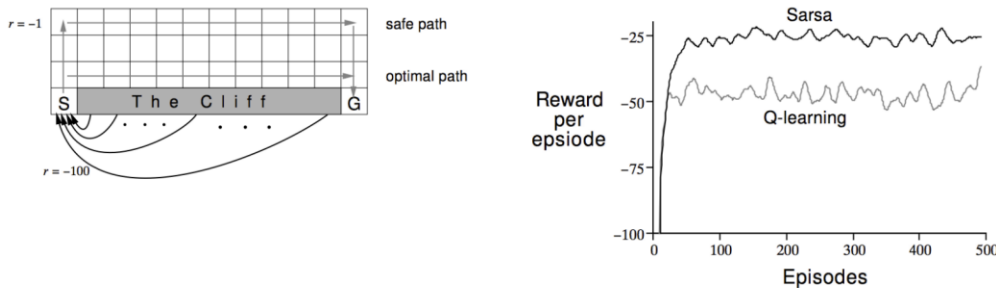 r = −1
safe path
optimal path
S The Cliff G
r = −100
Sarsa
−25
Reward
per
epsiode
−50
Q-learning
−75
−100
0 100 200 300 400 500
Episodes